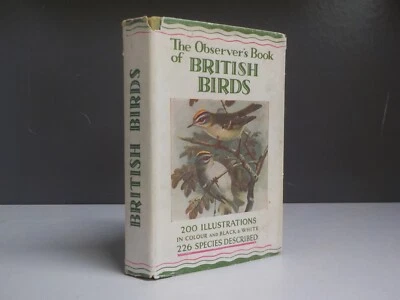 BRITISH BIRDS
The Observer's Book
of BRITISH
BIRDS
200 ILLUSTRATIONS
IN COLOUR AND BLACK & WHITE
226 SPECIES DESCRIBED